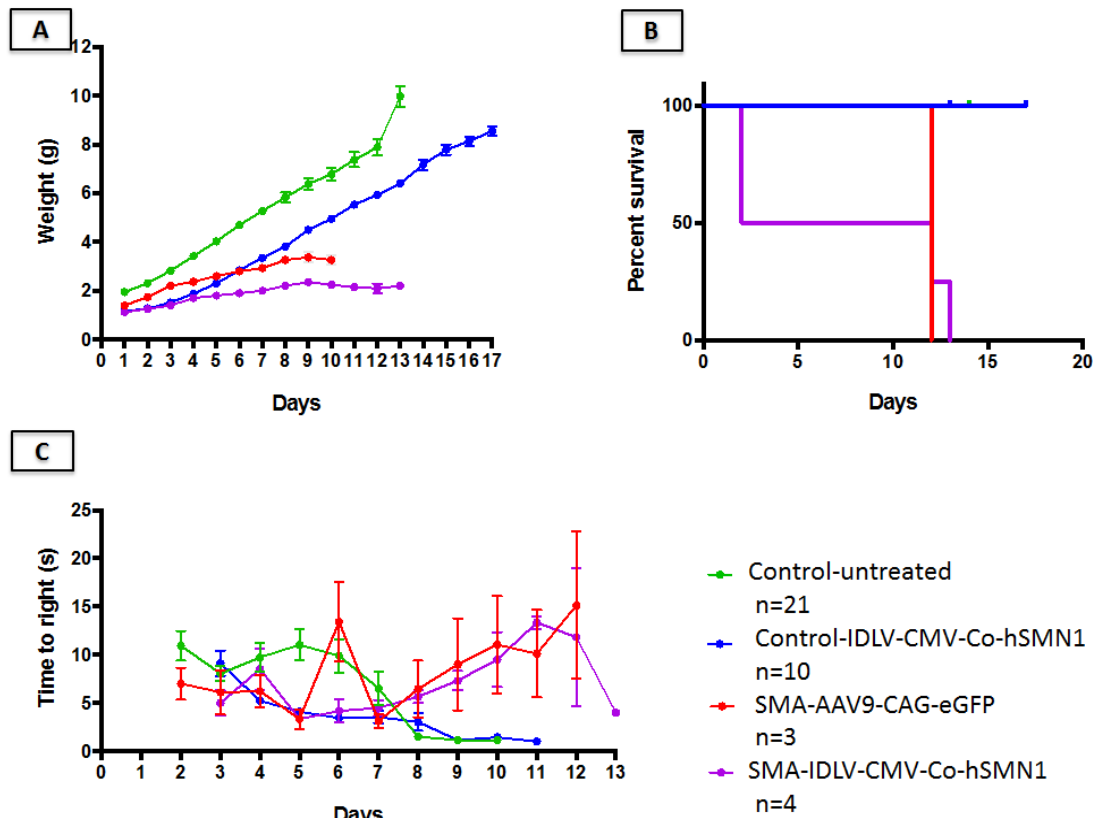 A
Weight (g)
12
10
8
6
4
2
0
0 1 2 3 4 5 6 7 8 9 10 11 12 13 14 15 16 17
Days
B
Percent survival
100
50
0
0 5 10 15 20
Days
C
Time to right (s)
25
20
15
10
5
0
0 1 2 3 4 5 6 7 8 9 10 11 12 13
Days
Control-untreated
n=21
Control-IDLV-CMV-Co-hSMN1
n=10
SMA-AAV9-CAG-eGFP
n=3
SMA-IDLV-CMV-Co-hSMN1
n=4